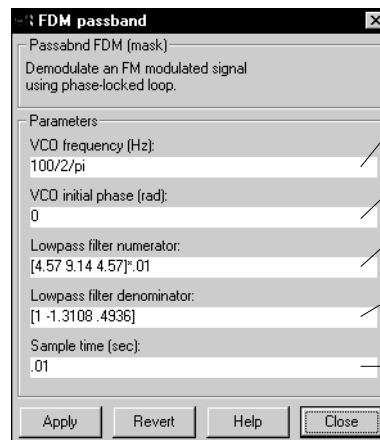 FDM passband
Passabnd FDM (mask)
Demodulate an FM modulated signal
using phase-locked loop.
Parameters
VCO frequency (Hz):
100/2/pi
VCO initial phase (rad):
0
Lowpass filter numerator:
[4.57 9.14 4.57]*.01
Lowpass filter denominator:
[1 -1.3108 .4936]
Sample time (sec):
.01
Apply Revert Help Close